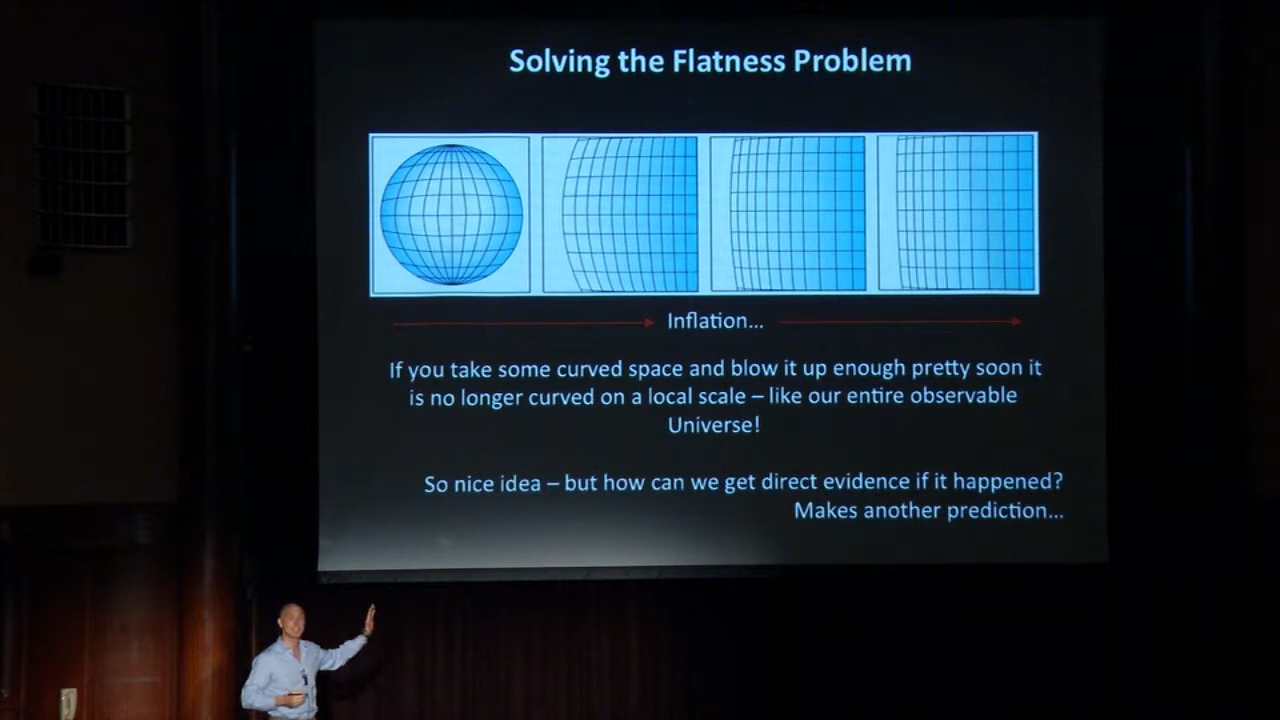 Solving the Flatness Problem
Inflation…
If you take some curved space and blow it up enough pretty soon it
is no longer curved on a local scale – like our entire observable
Universe!
So nice idea – but how can we get direct evidence if it happened?
Makes another prediction…